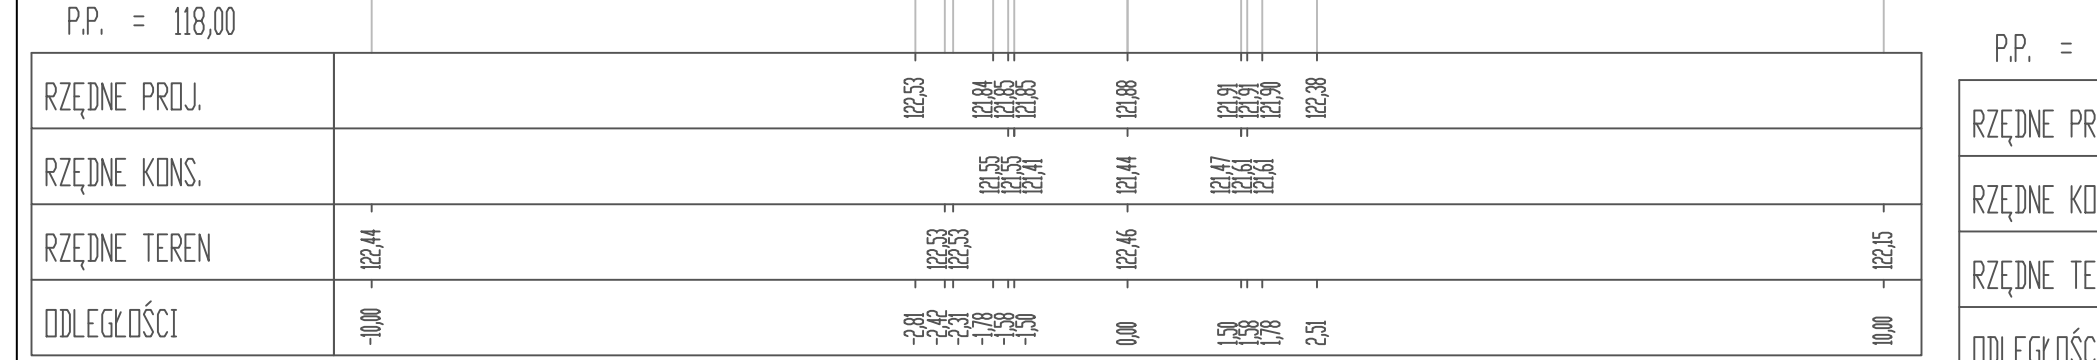 P.P. = 118,00
RZĘDNE PROJ. 122,53 121,84 121,85 121,85 121,88 121,91 121,91 121,90 122,38
RZĘDNE KONS. 121,55 121,55 121,41 121,44 121,47 121,61 121,61
RZĘDNE TEREN 122,44 122,53 122,53 122,46 122,15
ODLEGŁOŚCI -10,00 -2,81 -2,42 -2,31 -1,78 -1,58 -1,50 0,00 1,50 1,58 1,78 2,51 10,00
P.P. =
RZĘDNE PR
RZĘDNE KO
RZĘDNE TE
ODLEGŁOŚC